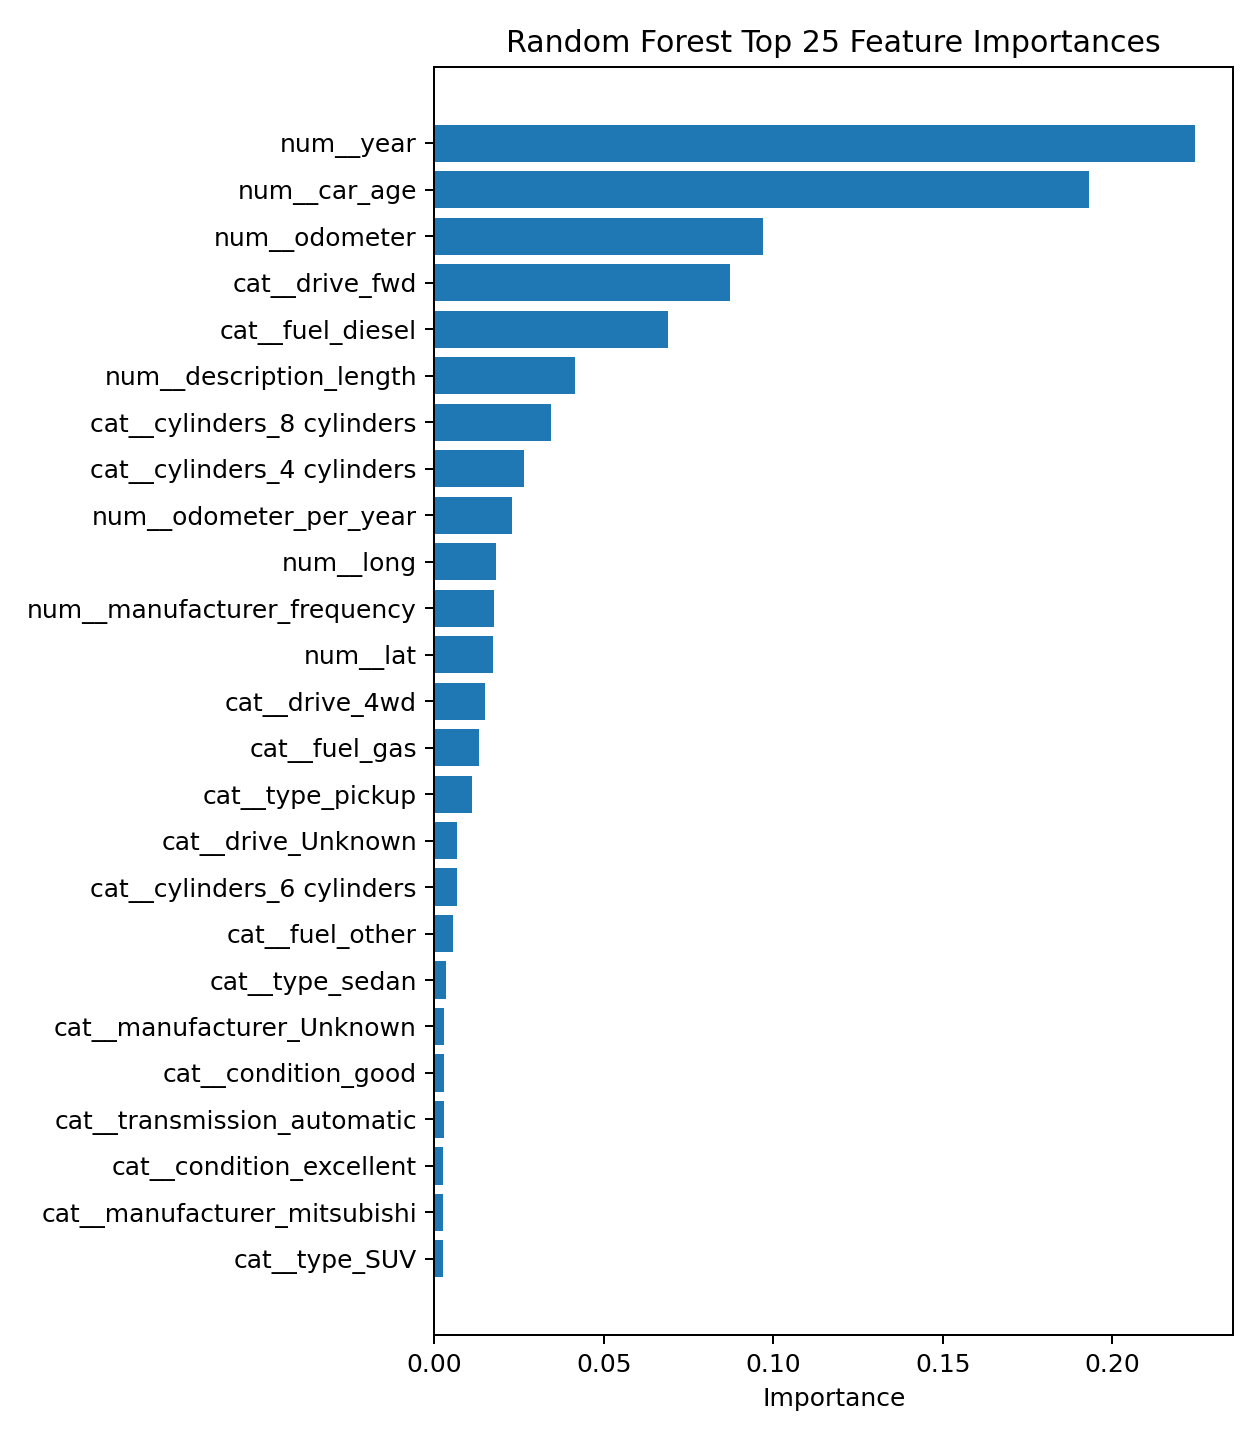 Random Forest Top 25 Feature Importances
num__year
num__car_age
num__odometer
cat__drive_fwd
cat__fuel_diesel
num__description_length
cat__cylinders_8 cylinders
cat__cylinders_4 cylinders
num__odometer_per_year
num__long
num__manufacturer_frequency
num__lat
cat__drive_4wd
cat__fuel_gas
cat__type_pickup
cat__drive_Unknown
cat__cylinders_6 cylinders
cat__fuel_other
cat__type_sedan
cat__manufacturer_Unknown
cat__condition_good
cat__transmission_automatic
cat__condition_excellent
cat__manufacturer_mitsubishi
cat__type_SUV
0.00 0.05 0.10 0.15 0.20
Importance